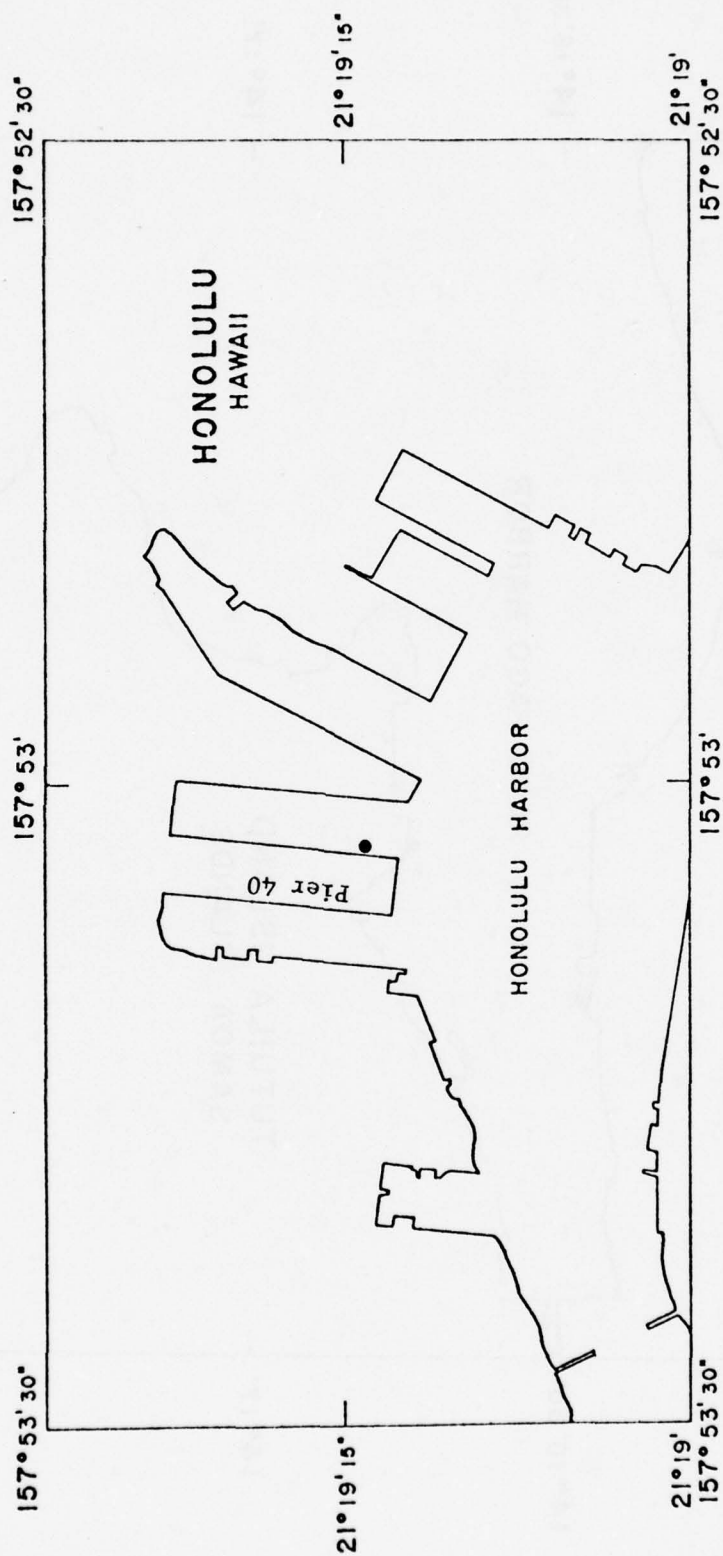 157° 53' 30"
157° 53'
157° 52' 30"
HONOLULU
HAWAII
21° 19' 15"
21° 19' 15"
Pier 40
HONOLULU HARBOR
21° 19'
21° 19'
157° 53' 30"
157° 53'
157° 52' 30"